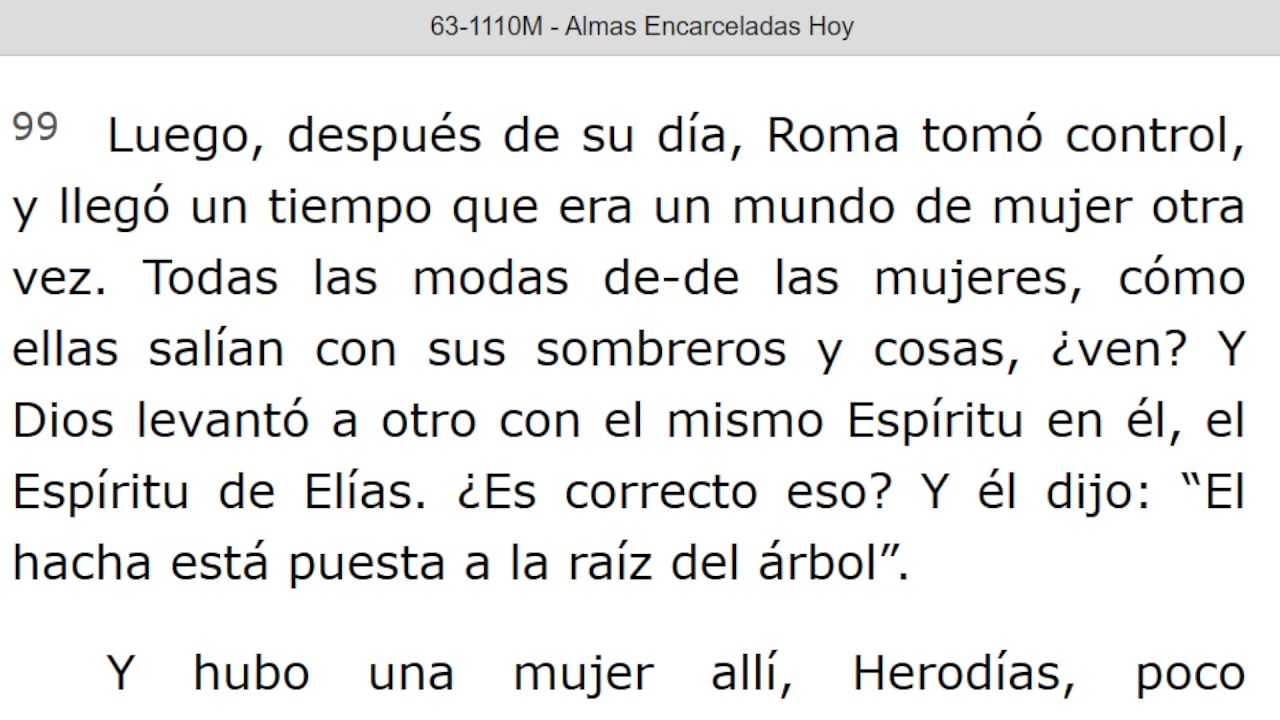 63-1110M - Almas Encarceladas Hoy
99 Luego, después de su día, Roma tomó control,
y llegó un tiempo que era un mundo de mujer otra
vez. Todas las modas de-de las mujeres, cómo
ellas salían con sus sombreros y cosas, ¿ven? Y
Dios levantó a otro con el mismo Espíritu en él, el
Espíritu de Elías. ¿Es correcto eso? Y él dijo: “El
hacha está puesta a la raíz del árbol”.
Y hubo una mujer allí, Herodías, poco